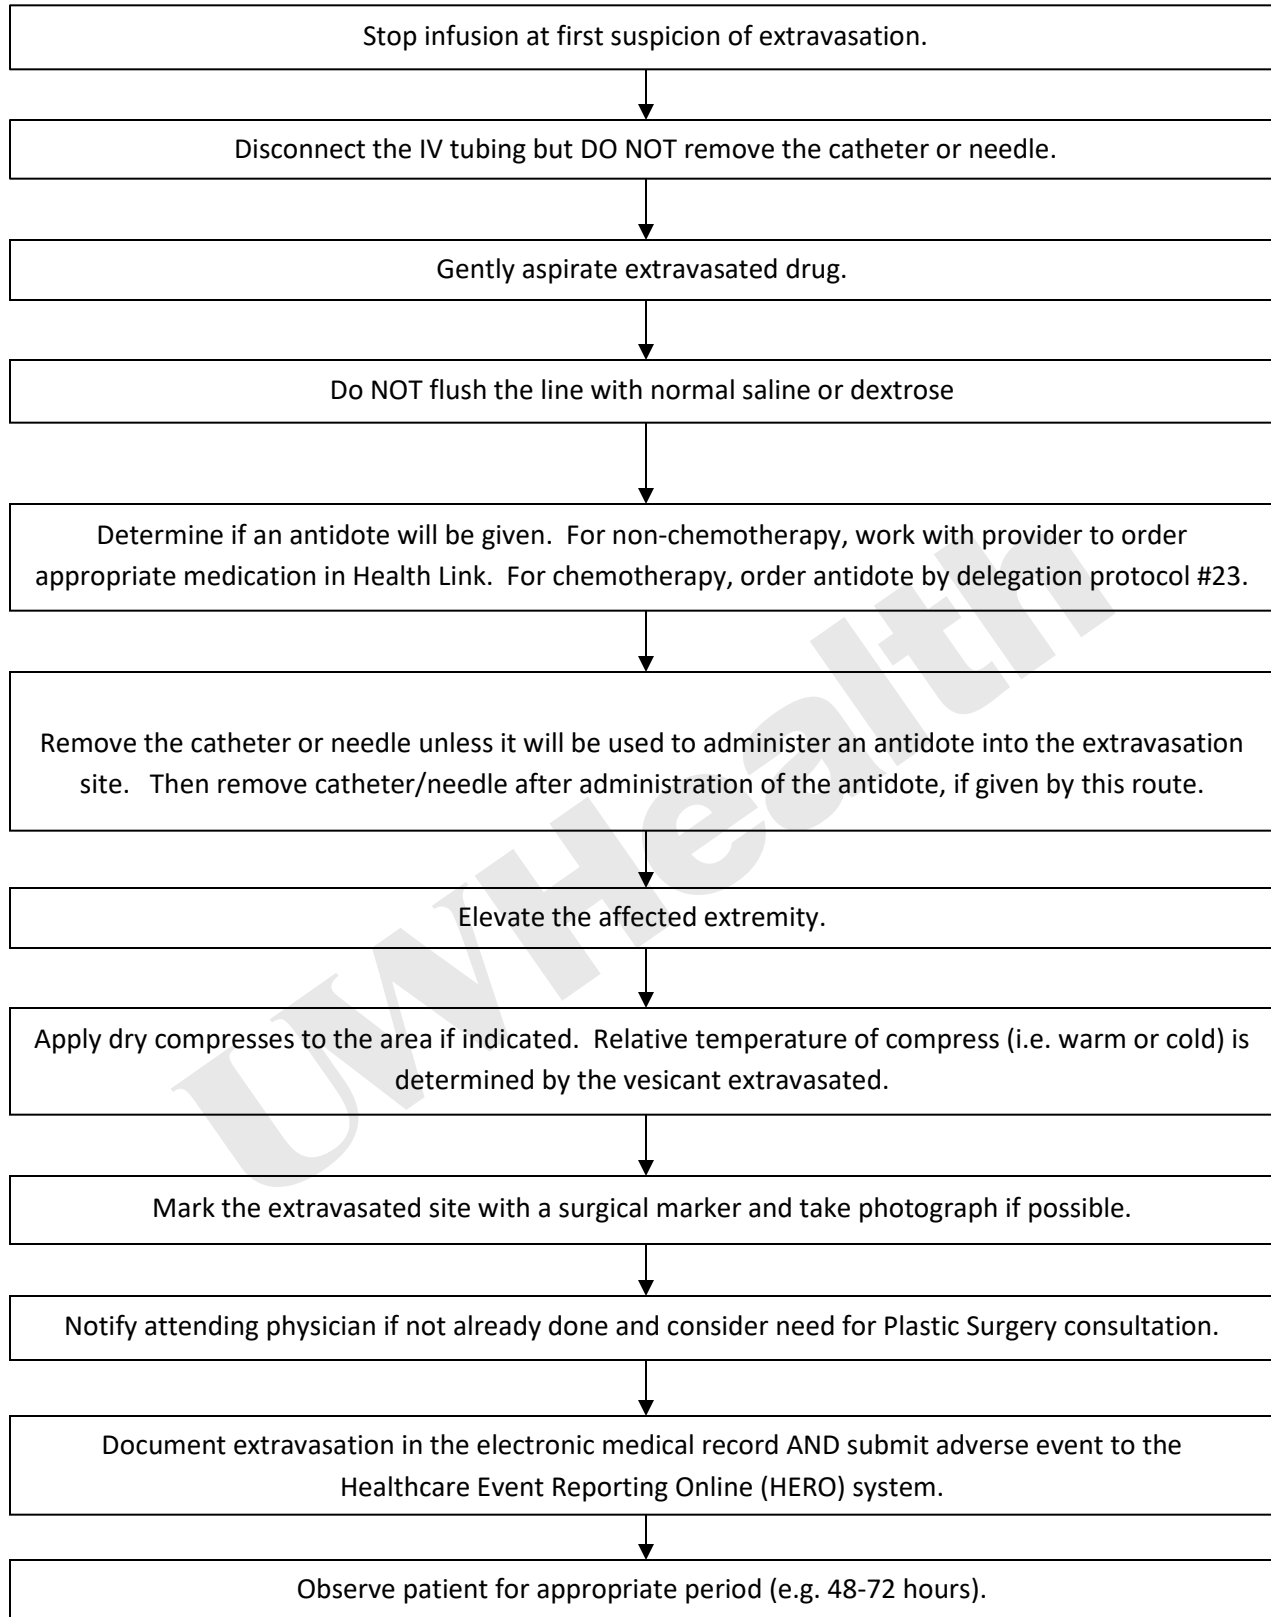 Stop infusion at first suspicion of extravasation.
Disconnect the IV tubing but DO NOT remove the catheter or needle.
Gently aspirate extravasated drug.
Do NOT flush the line with normal saline or dextrose
Determine if an antidote will be given.  For non-chemotherapy, work with provider to order
appropriate medication in Health Link.  For chemotherapy, order antidote by delegation protocol #23.
Remove the catheter or needle unless it will be used to administer an antidote into the extravasation
site.   Then remove catheter/needle after administration of the antidote, if given by this route.
Elevate the affected extremity.
Apply dry compresses to the area if indicated.  Relative temperature of compress (i.e. warm or cold) is
determined by the vesicant extravasated.
Mark the extravasated site with a surgical marker and take photograph if possible.
Notify attending physician if not already done and consider need for Plastic Surgery consultation.
Document extravasation in the electronic medical record AND submit adverse event to the
Healthcare Event Reporting Online (HERO) system.
Observe patient for appropriate period (e.g. 48-72 hours).
UWHealth